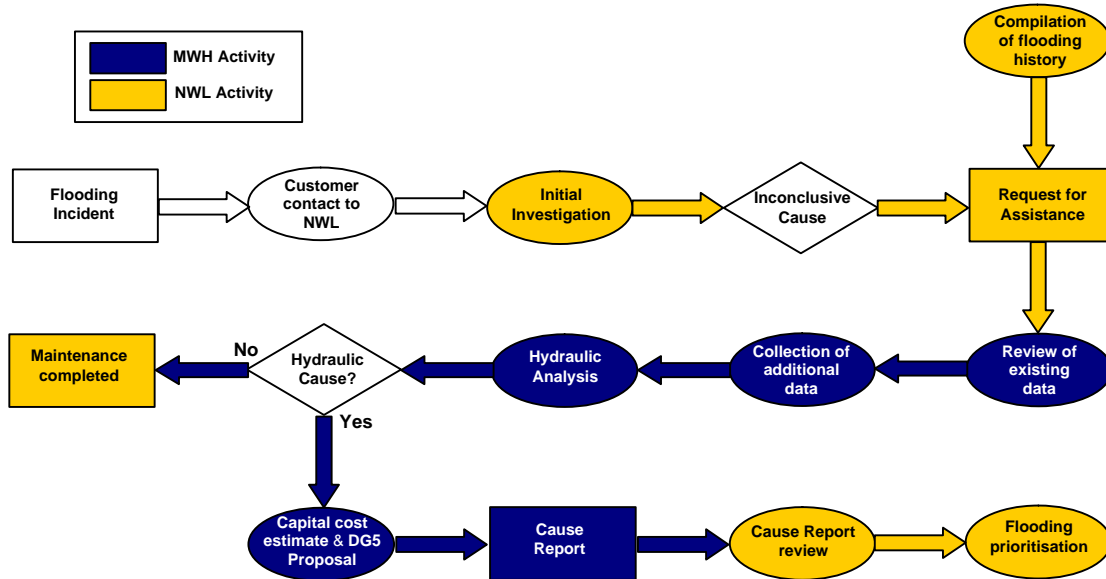 MWH Activity
NWL Activity
Compilation
of flooding
history
Flooding
Incident
Customer
contact to
NWL
Initial
Investigation
Inconclusive
Cause
Request for
Assistance
Maintenance
completed
No
Hydraulic
Cause?
Yes
Hydraulic
Analysis
Collection of
additional
data
Review of
existing
data
Capital cost
estimate & DG5
Proposal
Cause
Report
Cause Report
review
Flooding
prioritisation